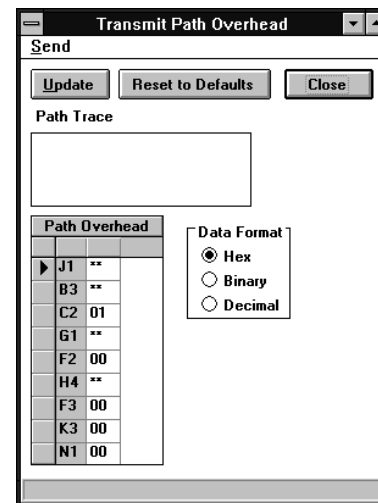 Transmit Path Overhead
Send
Update Reset to Defaults Close
Path Trace
Path Overhead
J1 **
B3 **
C2 01
G1 **
F2 00
H4 **
F3 00
K3 00
N1 00
Data Format
Hex
Binary
Decimal